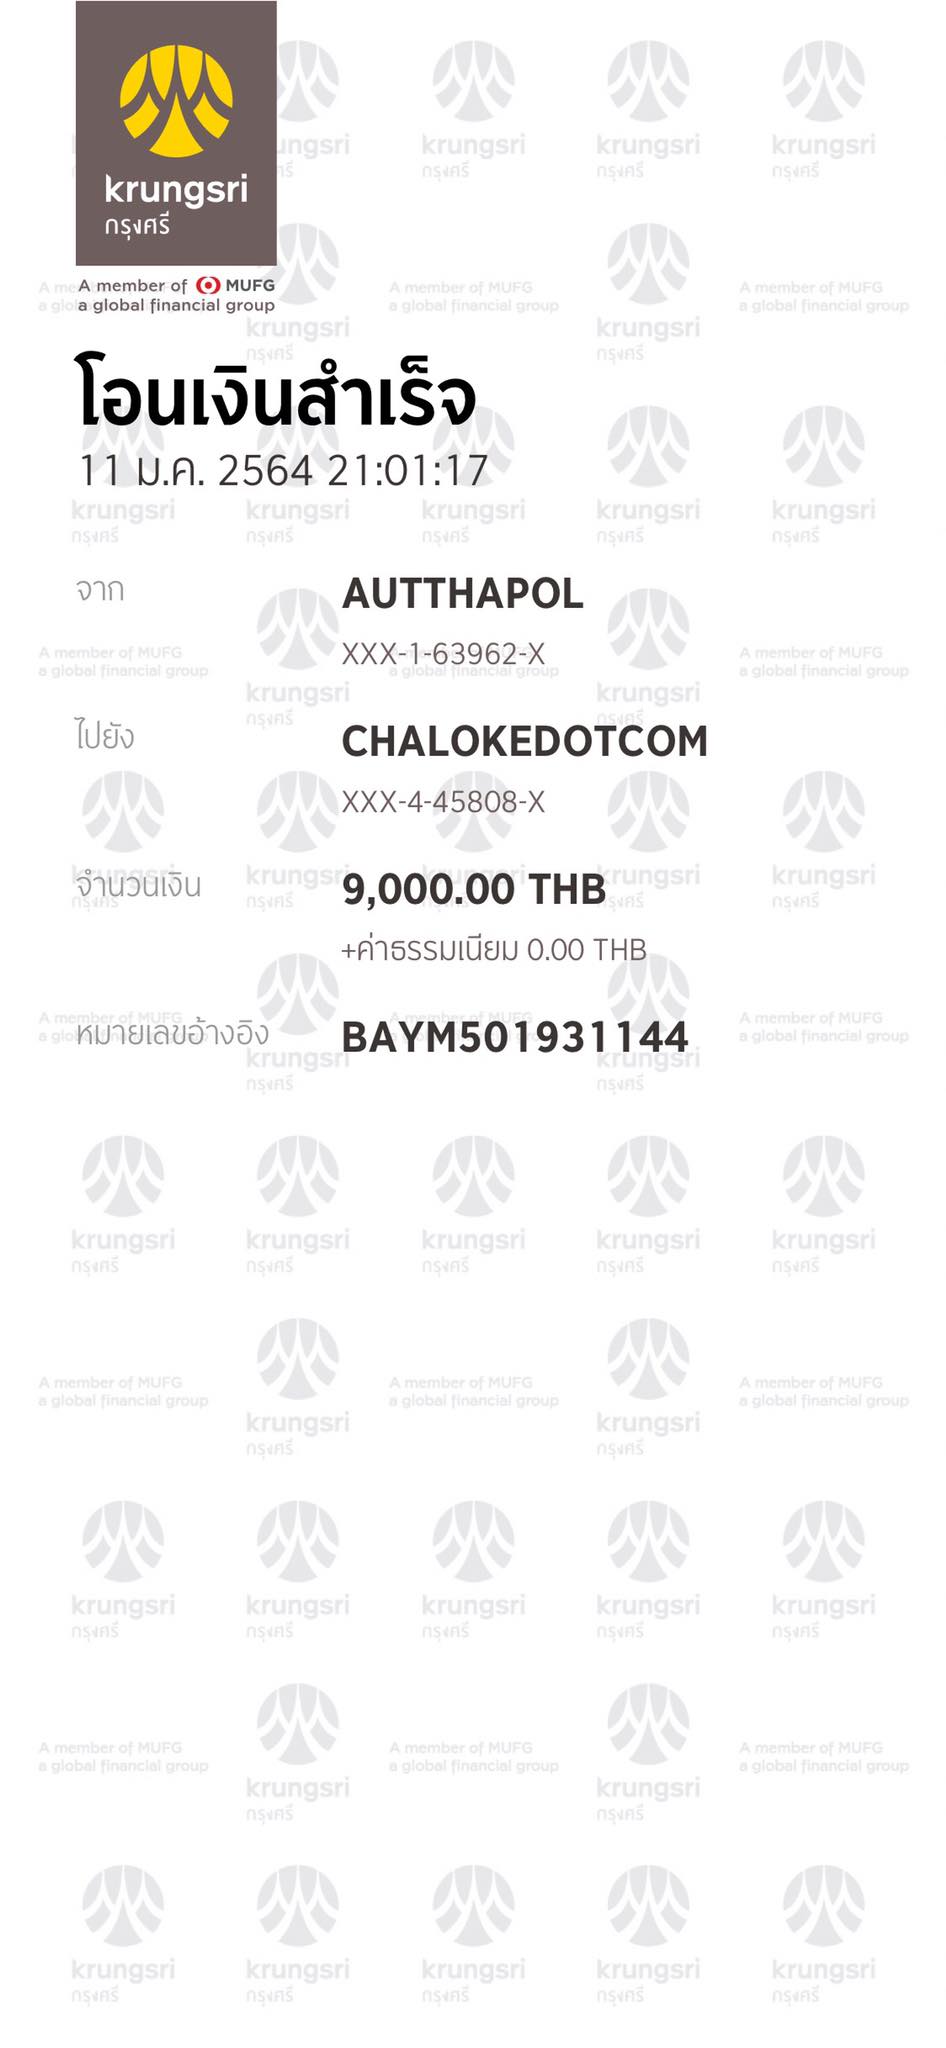 krungsri
กรุงศรี
A member of MUFG
a global financial group
โอนเงินสำเร็จ
11 ม.ค. 2564 21:01:17
จาก AUTTHAPOL
XXX-1-63962-X
ไปยัง CHALOKEDOTCOM
XXX-4-45808-X
จำนวนเงิน 9,000.00 THB
+ค่าธรรมเนียม 0.00 THB
หมายเลขอ้างอิง BAYM501931144